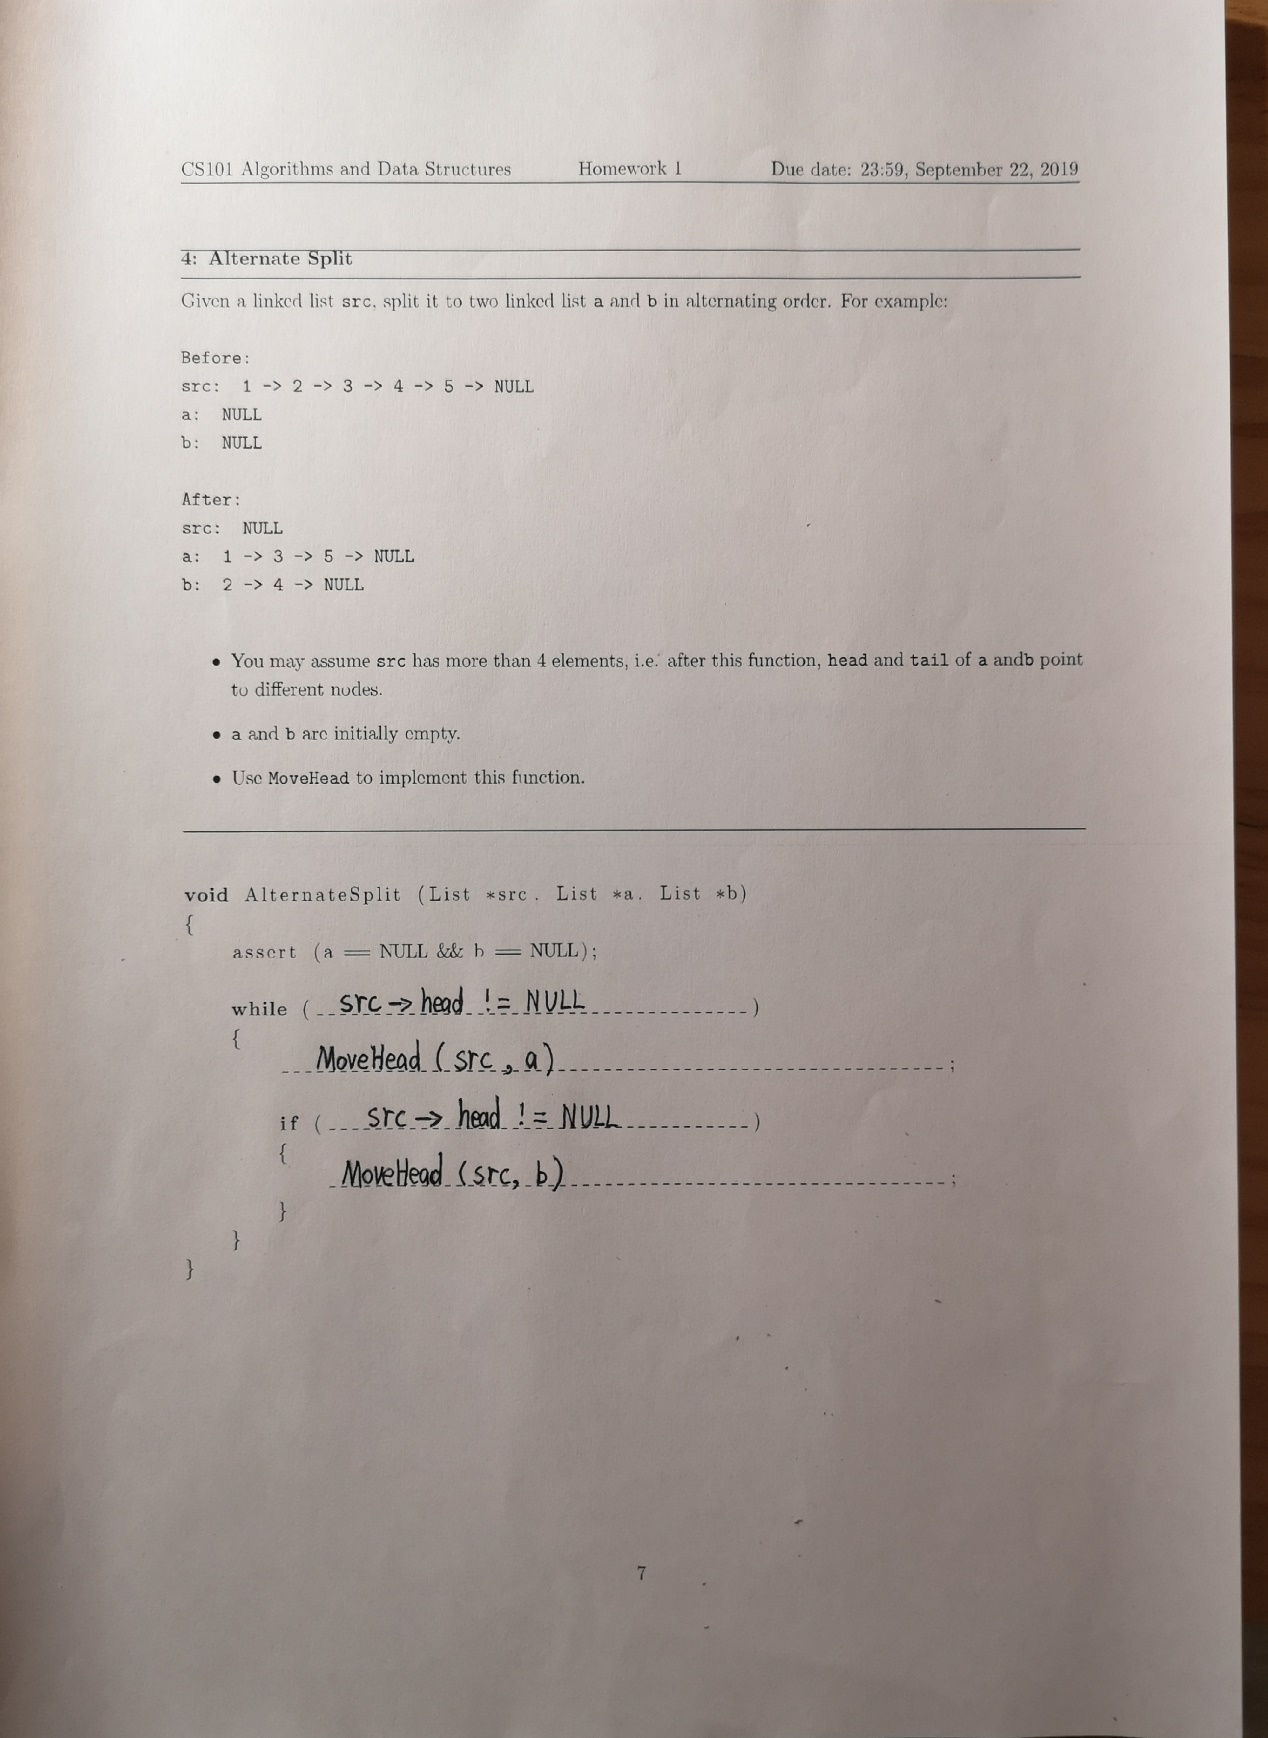 CS101 Algorithms and Data Structures Homework 1 Due date: 23:59, September 22, 2019
4: Alternate Split
Given a linked list src, split it to two linked list a and b in alternating order. For example:
Before:
src: 1 -> 2 -> 3 -> 4 -> 5 -> NULL
a: NULL
b: NULL
After:
src: NULL
a: 1 -> 3 -> 5 -> NULL
b: 2 -> 4 -> NULL
• You may assume src has more than 4 elements, i.e. after this function, head and tail of a andb point
to different nodes.
• a and b are initially empty.
• Use MoveHead to implement this function.
void AlternateSplit (List *src, List *a, List *b)
{
assert (a == NULL && b == NULL);
while ( src -> head != NULL )
{
MoveHead ( src , a) ;
if ( src -> head != NULL )
{
MoveHead (src, b) ;
}
}
}
7